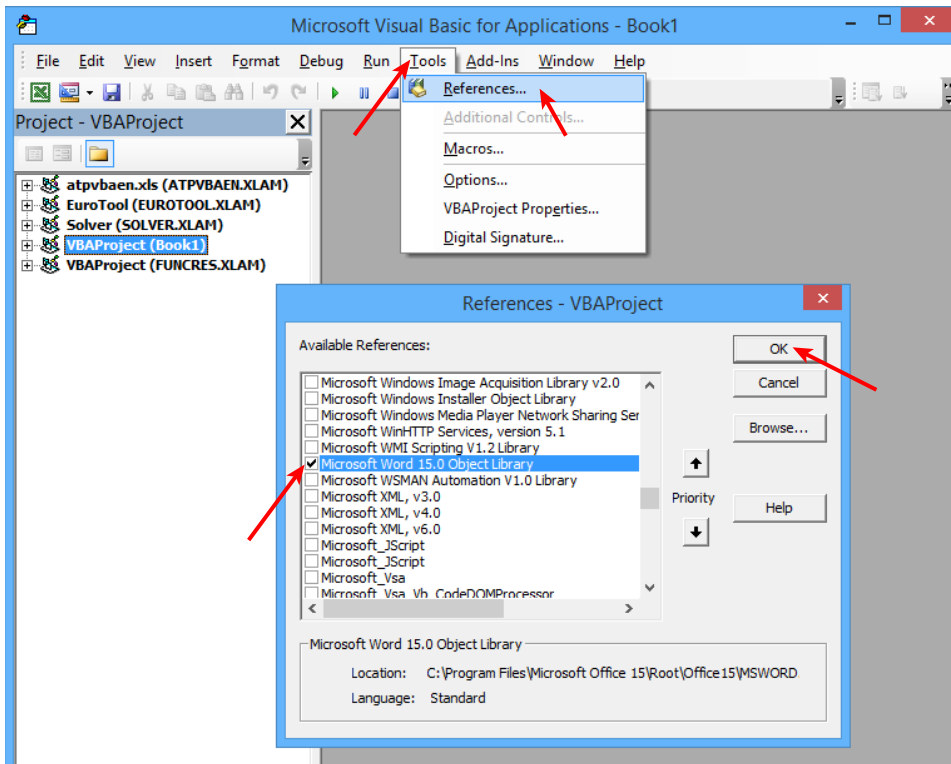 Microsoft Visual Basic for Applications - Book1
File Edit View Insert Format Debug Run Tools Add-Ins Window Help
References...
Additional Controls...
Macros...
Options...
VBAProject Properties...
Digital Signature...
Project - VBAProject
atpvbaen.xls (ATPVBAEN.XLAM)
EuroTool (EUROTOOL.XLAM)
Solver (SOLVER.XLAM)
VBAProject (Book1)
VBAProject (FUNCRES.XLAM)
References - VBAProject
Available References:
Microsoft Windows Image Acquisition Library v2.0
Microsoft Windows Installer Object Library
Microsoft Windows Media Player Network Sharing Ser
Microsoft WinHTTP Services, version 5.1
Microsoft WMI Scripting V1.2 Library
Microsoft Word 15.0 Object Library
Microsoft WSMAN Automation V1.0 Library
Microsoft XML, v3.0
Microsoft XML, v4.0
Microsoft XML, v6.0
Microsoft_JScript
Microsoft_JScript
Microsoft_Vsa
Microsoft_Vsa_Vb_CodeDOMProcessor
OK
Cancel
Browse...
Priority
Help
Microsoft Word 15.0 Object Library
Location: C:\Program Files\Microsoft Office 15\Root\Office15\MSWORD.
Language: Standard